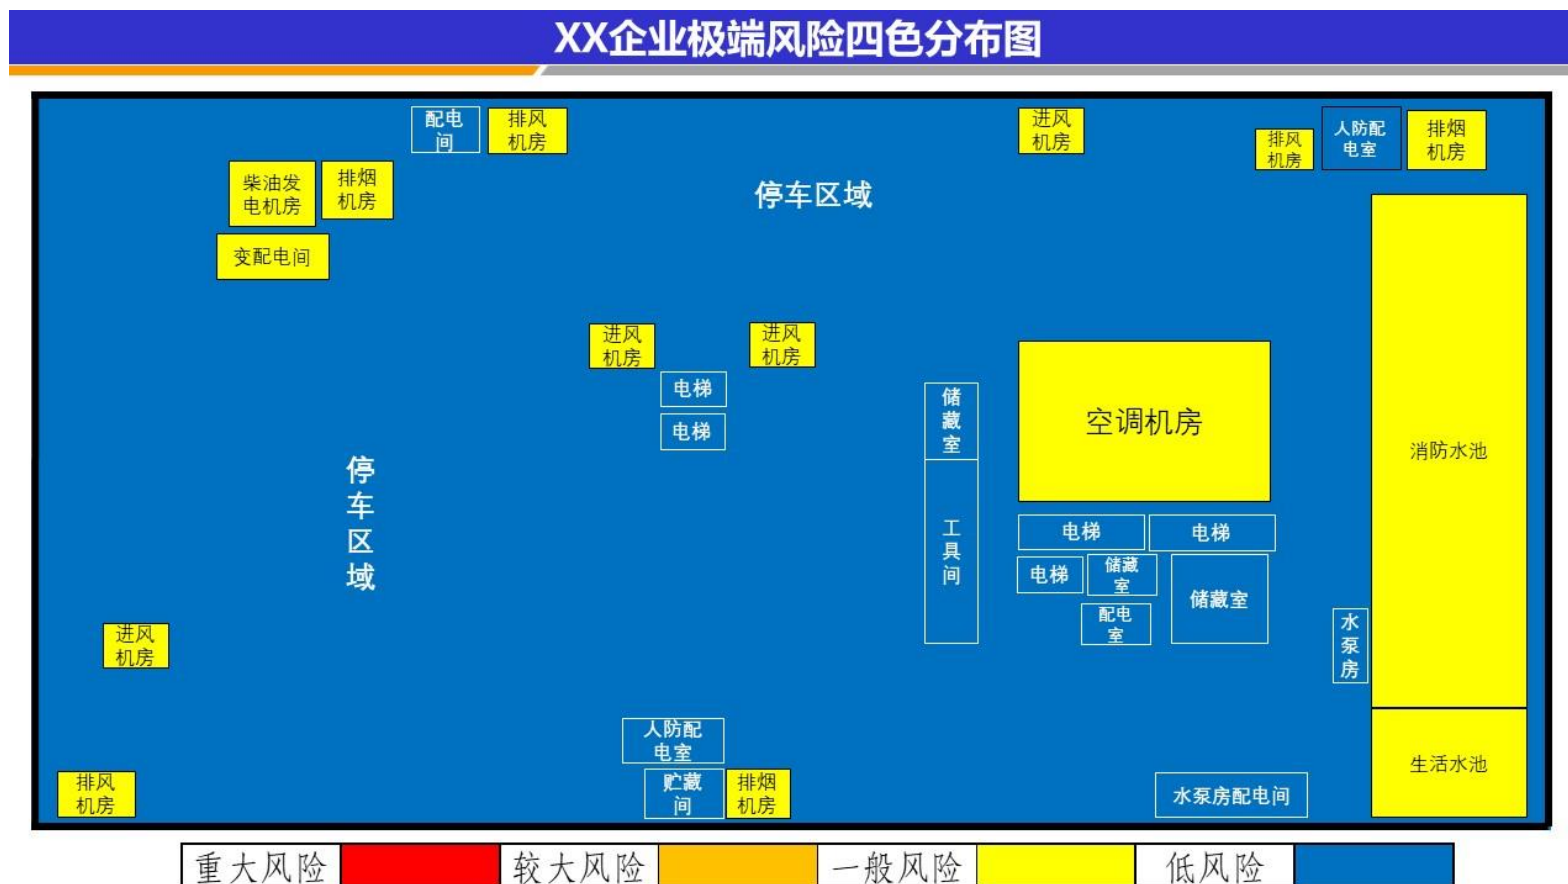 XX企业极端风险四色分布图
配电
间
排风
机房
进风
机房
排风
机房
人防配
电室
排烟
机房
柴油发
电机房
排烟
机房
停车区域
变配电间
进风
机房
进风
机房
电梯
电梯
储
藏
室
空调机房
消防水池
停
车
区
域
工
具
间
电梯
电梯
电梯
储藏
室
储藏室
配电
室
水
泵
房
进风
机房
人防配
电室
贮藏
间
排烟
机房
排风
机房
水泵房配电间
生活水池
重大风险
较大风险
一般风险
低风险